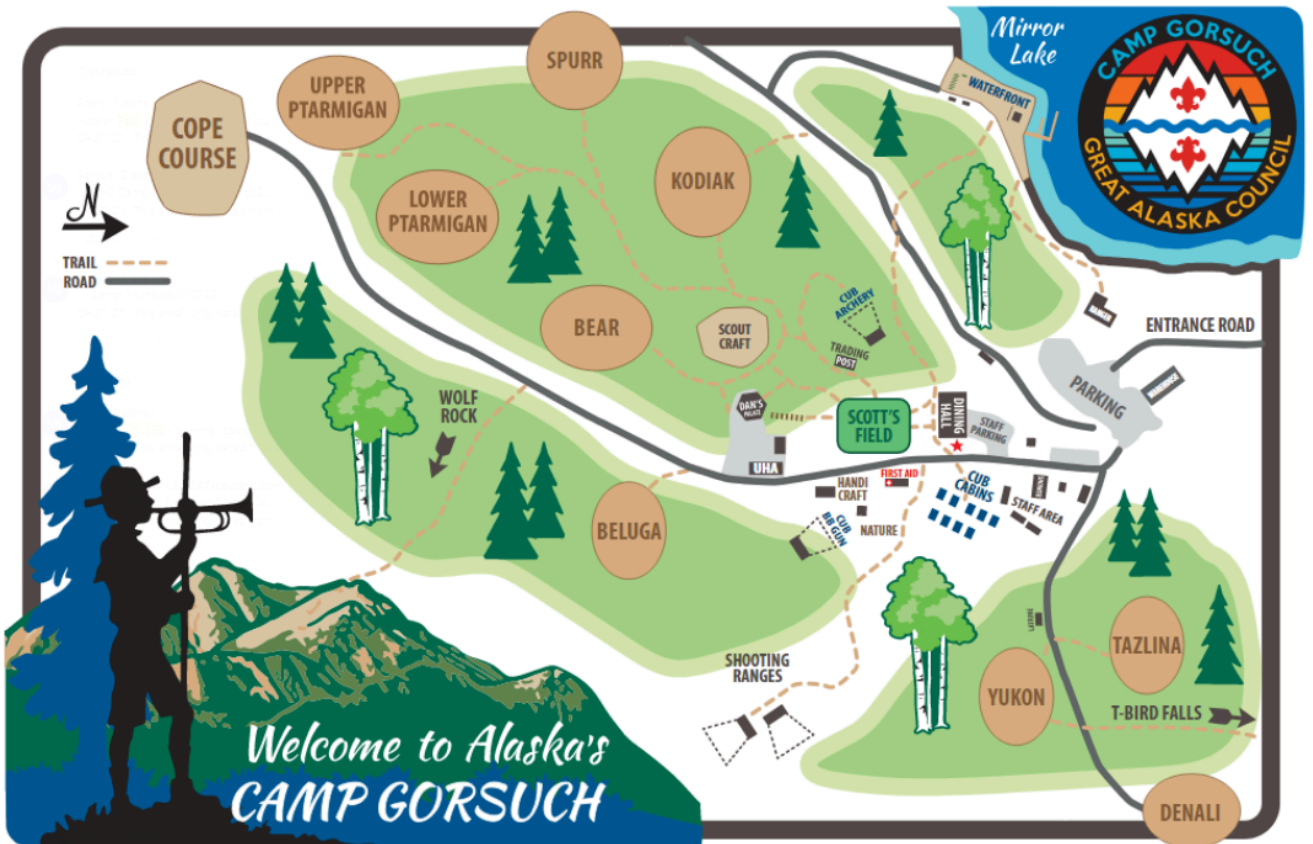 Mirror
Lake
CAMP GORSUCH
GREAT ALASKA COUNCIL
WATERFRONT
SPURR
UPPER
PTARMIGAN
COPE
COURSE
KODIAK
LOWER
PTARMIGAN
N
TRAIL
ROAD
BEAR
SCOUT
CRAFT
CUB
ARCHERY
TRADING
POST
RANGER
ENTRANCE ROAD
PARKING
WOLF
ROCK
DAN'S
PALACE
SCOTT'S
FIELD
DINING
HALL
STAFF
PARKING
UHA
FIRST AID
HANDI
CRAFT
CUB
CABINS
STAFF AREA
CUB
BB GUN
NATURE
BELUGA
LATRINE
TAZLINA
YUKON
SHOOTING
RANGES
T-BIRD FALLS
DENALI
Welcome to Alaska's
CAMP GORSUCH